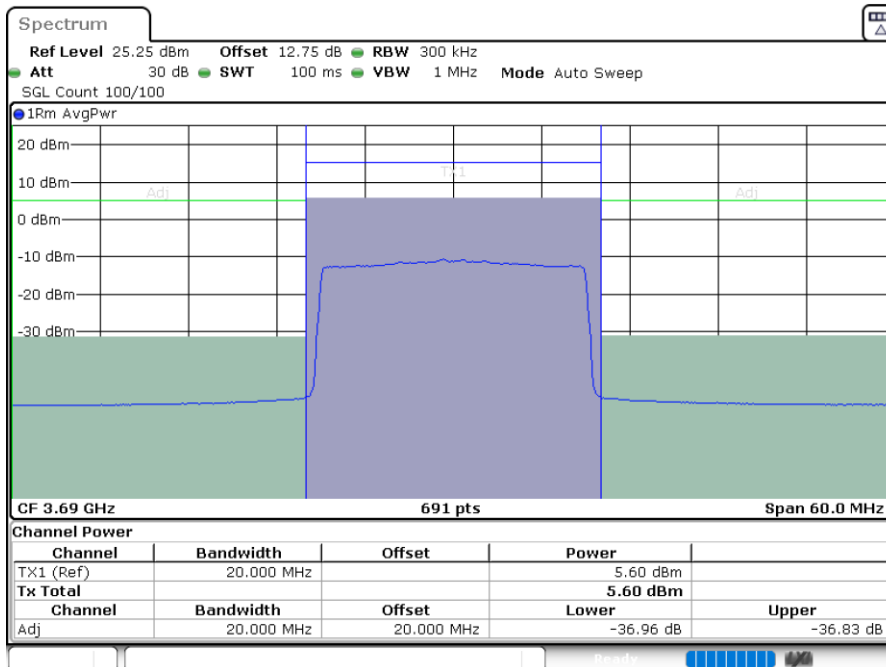 Spectrum
Ref Level 25.25 dBm Offset 12.75 dB RBW 300 kHz
Att 30 dB SWT 100 ms VBW 1 MHz Mode Auto Sweep
SGL Count 100/100
1Rm AvgPwr
20 dBm
TX1
10 dBm
Adj Adj
0 dBm
-10 dBm
-20 dBm
-30 dBm
CF 3.69 GHz 691 pts Span 60.0 MHz
Channel Power
Channel Bandwidth Offset Power
TX1 (Ref) 20.000 MHz 5.60 dBm
Tx Total 5.60 dBm
Channel Bandwidth Offset Lower Upper
Adj 20.000 MHz 20.000 MHz -36.96 dB -36.83 dB
Ready